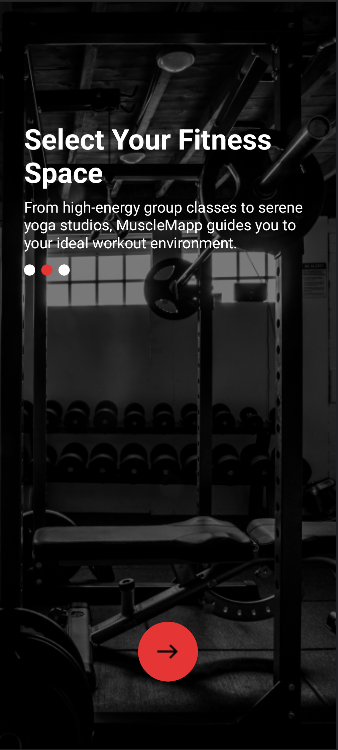 Select Your Fitness
Space
From high-energy group classes to serene
yoga studios, MuscleMapp guides you to
your ideal workout environment.